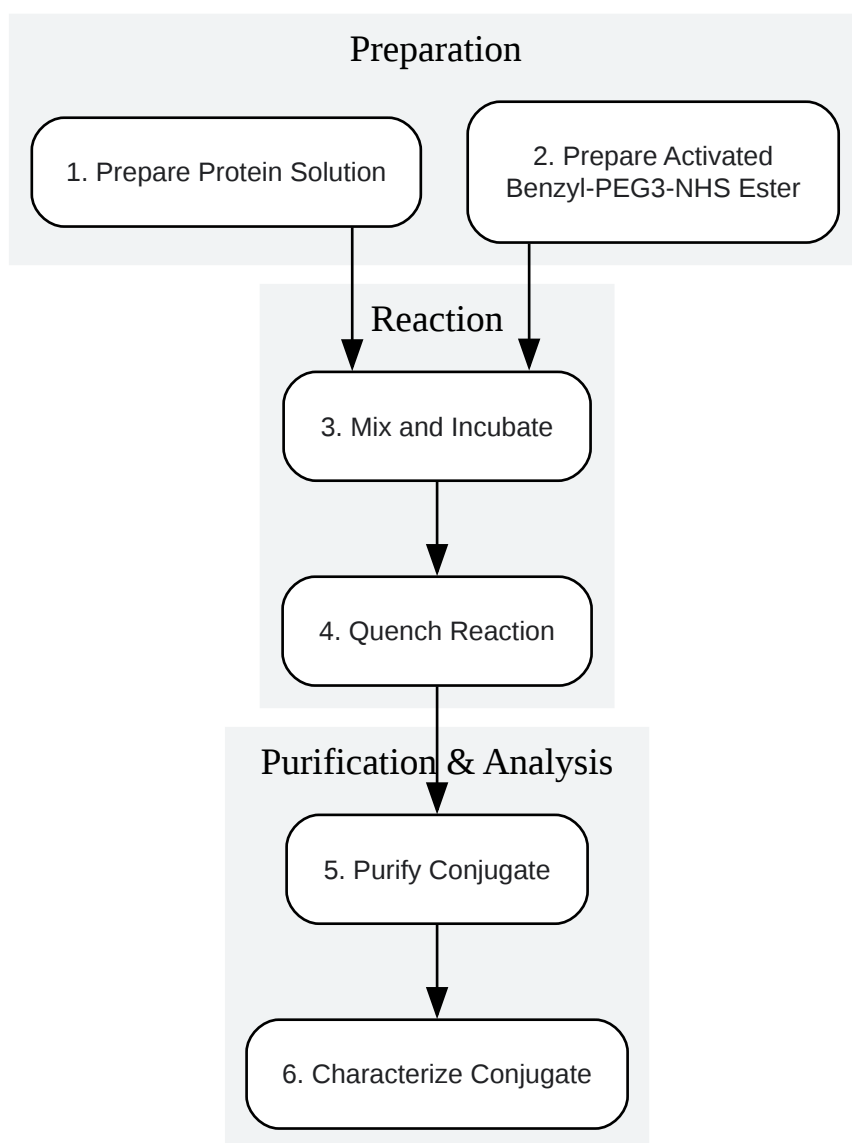 Preparation
1. Prepare Protein Solution
2. Prepare Activated
Benzyl-PEG3-NHS Ester
Reaction
3. Mix and Incubate
4. Quench Reaction
Purification & Analysis
5. Purify Conjugate
6. Characterize Conjugate